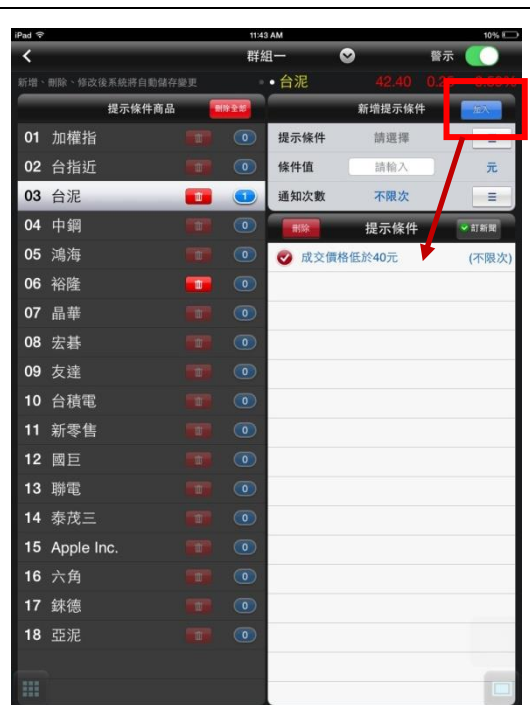 iPad 11:43 AM 10%
群組一 警示
新增、刪除、修改後系統將自動儲存變更
台泥 42.40
提示條件商品 刪除全部
新增提示條件 加入
提示條件 請選擇
條件值 請輸入 元
通知次數 不限次
刪除 提示條件 訂新聞
成交價格低於40元 (不限次)
01 加權指 0
02 台指近 0
03 台泥 1
04 中鋼 0
05 鴻海 0
06 裕隆 0
07 晶華 0
08 宏碁 0
09 友達 0
10 台積電 0
11 新零售 0
12 國巨 0
13 聯電 0
14 泰茂三 0
15 Apple Inc. 0
16 六角 0
17 錸德 0
18 亞泥 0